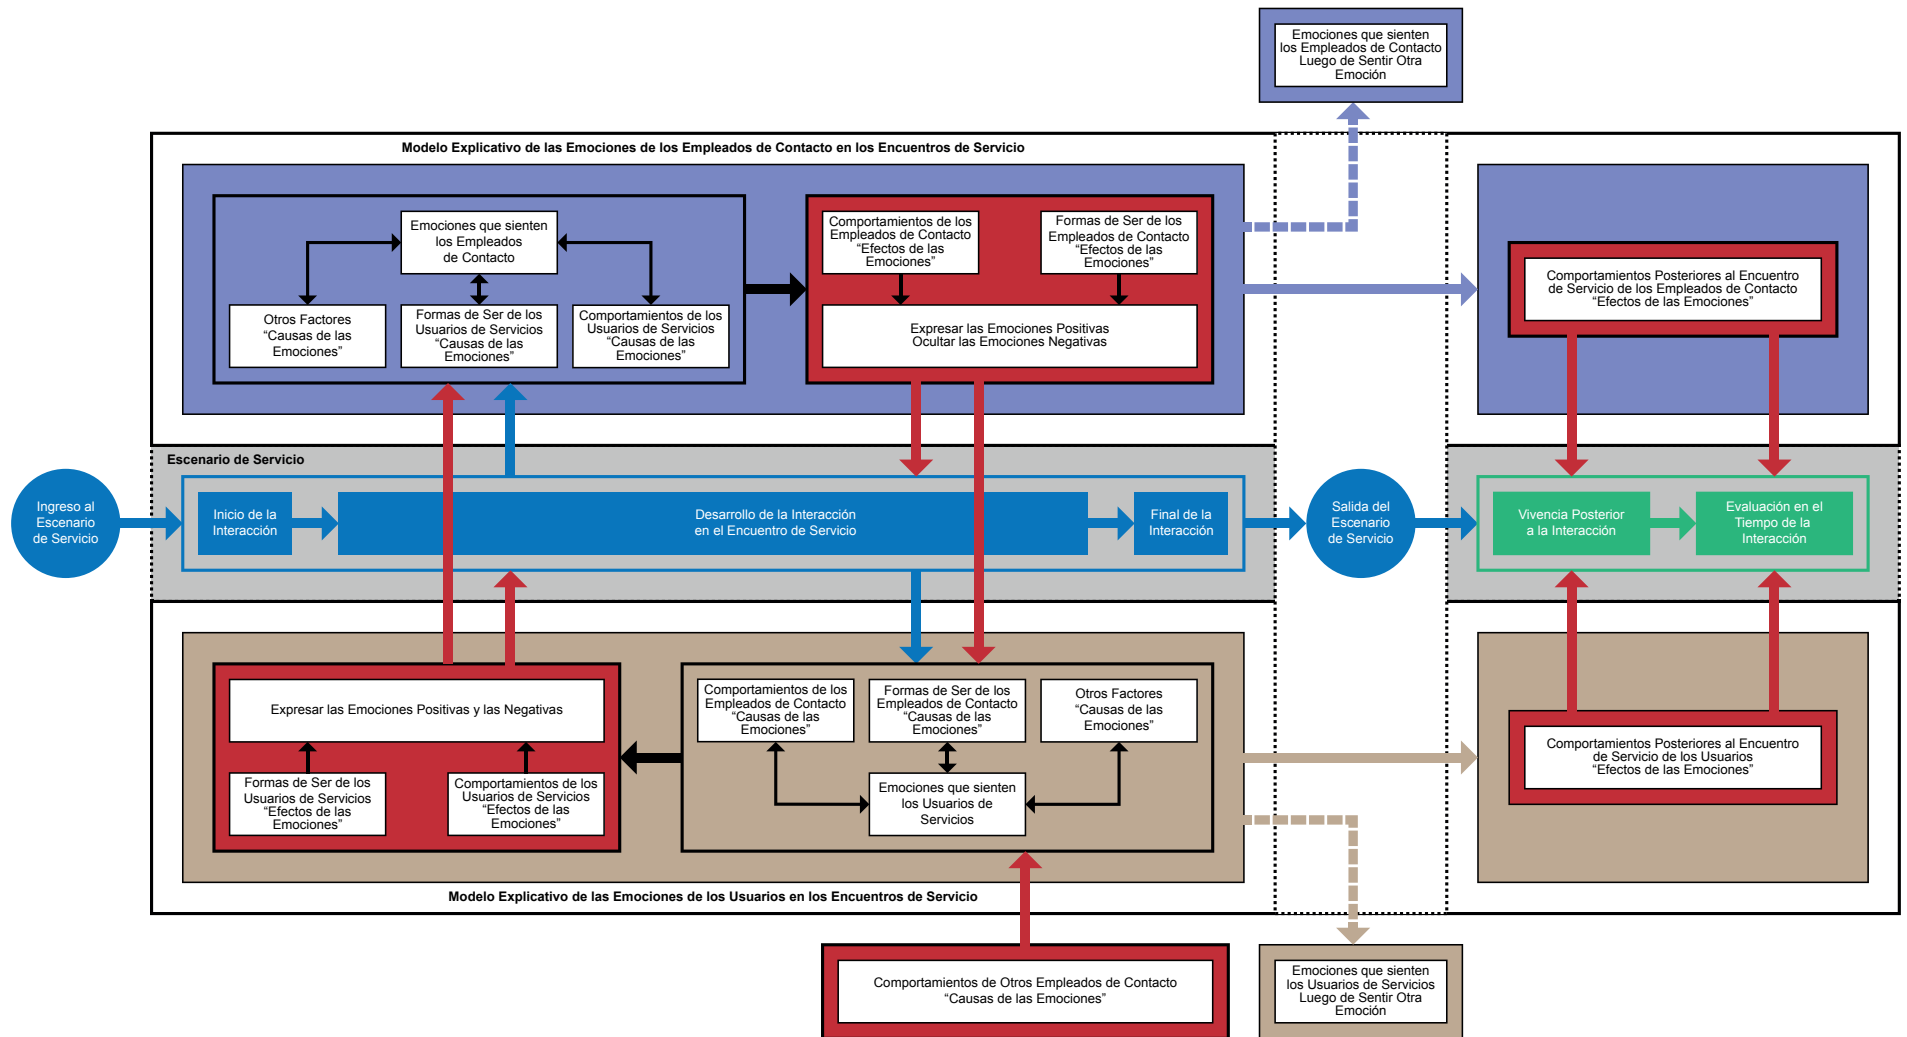 Emociones que sienten
los Empleados de Contacto
Luego de Sentir Otra
Emoción
Modelo Explicativo de las Emociones de los Empleados de Contacto en los Encuentros de Servicio
Emociones que sienten
los Empleados
de Contacto
Otros Factores
“Causas de las
Emociones”
Formas de Ser de los
Usuarios de Servicios
“Causas de las
Emociones”
Comportamientos de los
Usuarios de Servicios
“Causas de las
Emociones”
Comportamientos de los
Empleados de Contacto
“Efectos de las
Emociones”
Formas de Ser de los
Empleados de Contacto
“Efectos de las
Emociones”
Expresar las Emociones Positivas
Ocultar las Emociones Negativas
Comportamientos Posteriores al Encuentro
de Servicio de los Empleados de Contacto
“Efectos de las Emociones”
Escenario de Servicio
Ingreso al
Escenario
de Servicio
Inicio de la
Interacción
Desarrollo de la Interacción
en el Encuentro de Servicio
Final de la
Interacción
Salida del
Escenario
de Servicio
Vivencia Posterior
a la Interacción
Evaluación en el
Tiempo de la
Interacción
Expresar las Emociones Positivas y las Negativas
Formas de Ser de los
Usuarios de Servicios
“Efectos de las
Emociones”
Comportamientos de los
Usuarios de Servicios
“Efectos de las
Emociones”
Comportamientos de los
Empleados de Contacto
“Causas de las
Emociones”
Formas de Ser de los
Empleados de Contacto
“Causas de las
Emociones”
Otros Factores
“Causas de las
Emociones”
Emociones que sienten
los Usuarios de
Servicios
Comportamientos Posteriores al Encuentro
de Servicio de los Usuarios
“Efectos de las Emociones”
Modelo Explicativo de las Emociones de los Usuarios en los Encuentros de Servicio
Comportamientos de Otros Empleados de Contacto
“Causas de las Emociones”
Emociones que sienten
los Usuarios de Servicios
Luego de Sentir Otra
Emoción